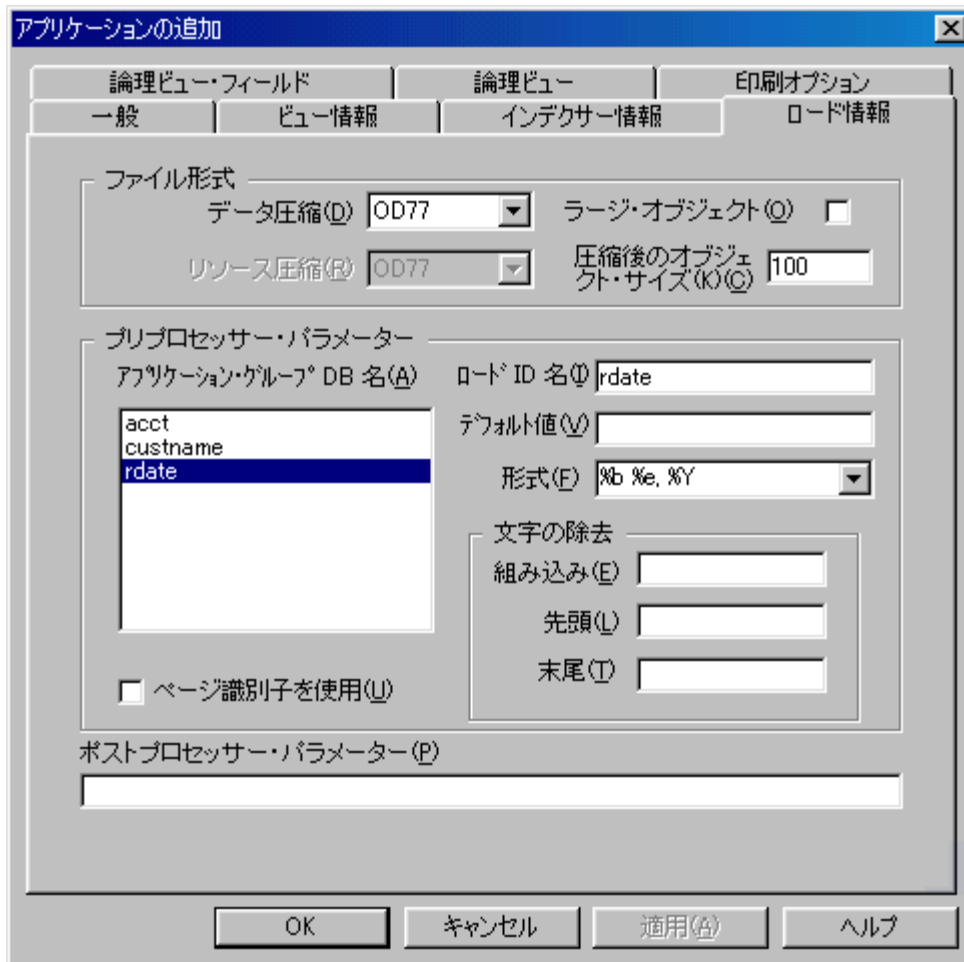 アプリケーションの追加
論理ビュー・フィールド 論理ビュー 印刷オプション
一般 ビュー情報 インデクサー情報 ロード情報
ファイル形式
データ圧縮(D) OD77 ラージ・オブジェクト(O)
リソース圧縮(R) OD77 圧縮後のオブジェ
クト・サイズ(K)(C) 100
プリプロセッサー・パラメーター
アプリケーション・グループ DB 名(A) ロード ID 名(I) rdate
acct
custname
rdate
デフォルト値(V)
形式(F) %b %e, %Y
文字の除去
組み込み(E)
先頭(L)
末尾(T)
ページ識別子を使用(U)
ポストプロセッサー・パラメーター(P)
OK キャンセル 適用(A) ヘルプ